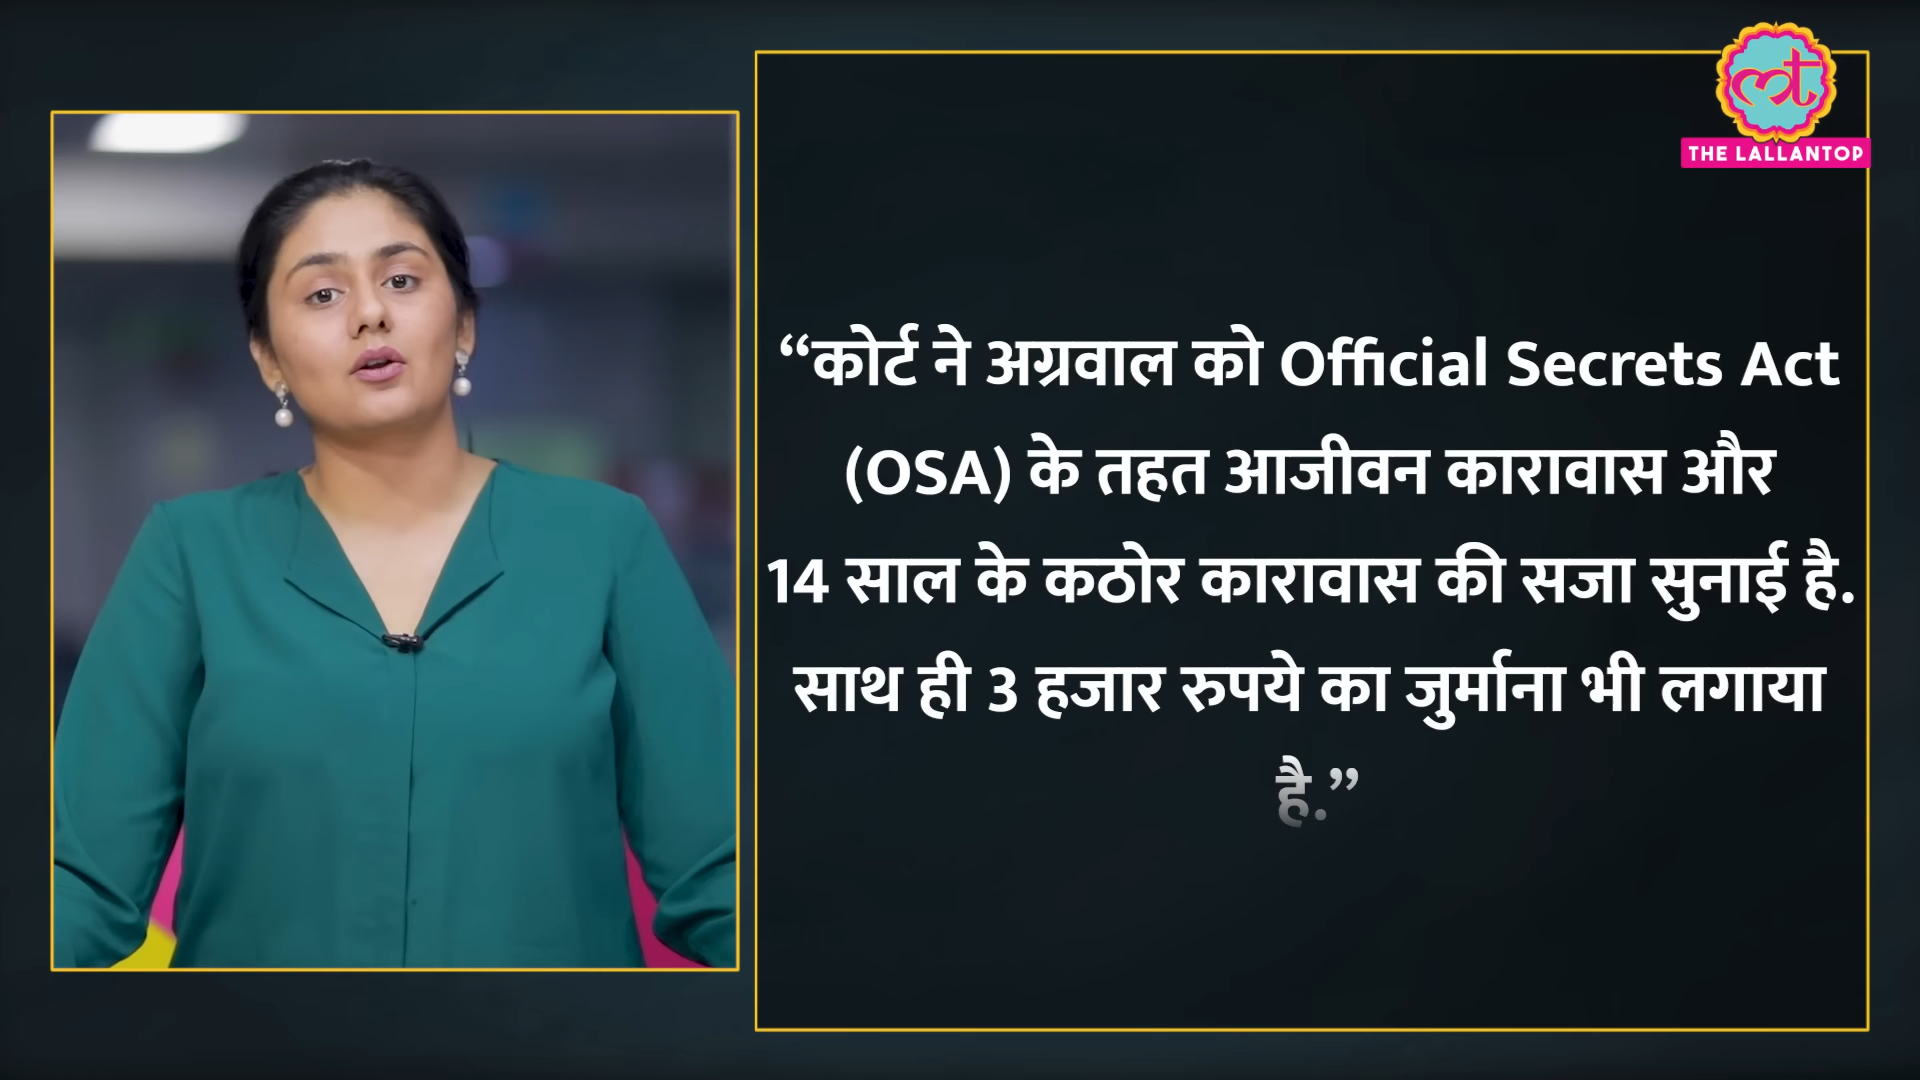 THE LALLANTOP
“कोर्ट ने अग्रवाल को Official Secrets Act
(OSA) के तहत आजीवन कारावास और
14 साल के कठोर कारावास की सजा सुनाई है.
साथ ही 3 हजार रुपये का जुर्माना भी लगाया
है.”